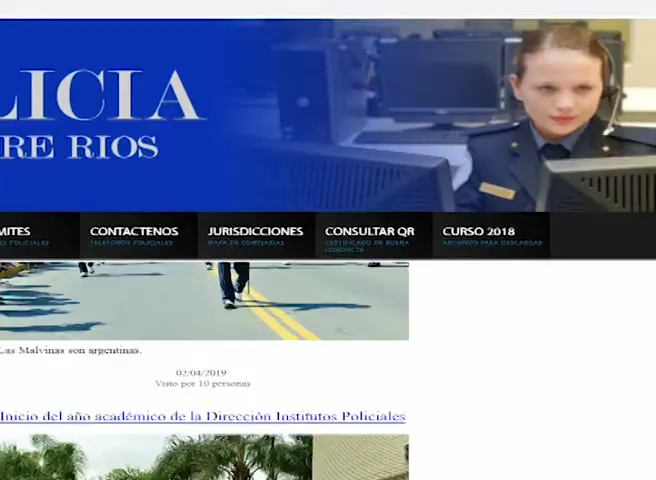 LICIA
RE RIOS
MITES
ES POLICIALES
CONTACTENOS
TELEFONOS POLICIALES
JURISDICCIONES
MAPA DE COMISARIAS
CONSULTAR QR
CERTIFICADO DE BUENA
CONDUCTA
CURSO 2018
ARCHIVOS PARA DESCARGAR
Las Malvinas son argentinas.
02/04/2019
Visto por 10 personas
Inicio del año académico de la Dirección Institutos Policiales